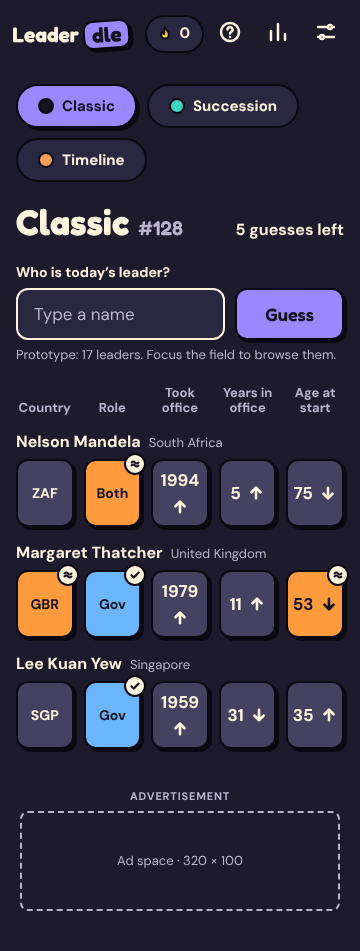 Leader dle 0
Classic Succession
Timeline
Classic #128 5 guesses left
Who is today's leader?
Type a name Guess
Prototype: 17 leaders. Focus the field to browse them.
Country Role Took office Years in office Age at start
Nelson Mandela South Africa
ZAF Both 1994 ↑ 5 ↑ 75 ↓
Margaret Thatcher United Kingdom
GBR Gov 1979 ↑ 11 ↑ 53 ↓
Lee Kuan Yew Singapore
SGP Gov 1959 ↑ 31 ↓ 35 ↑
ADVERTISEMENT
Ad space · 320 × 100